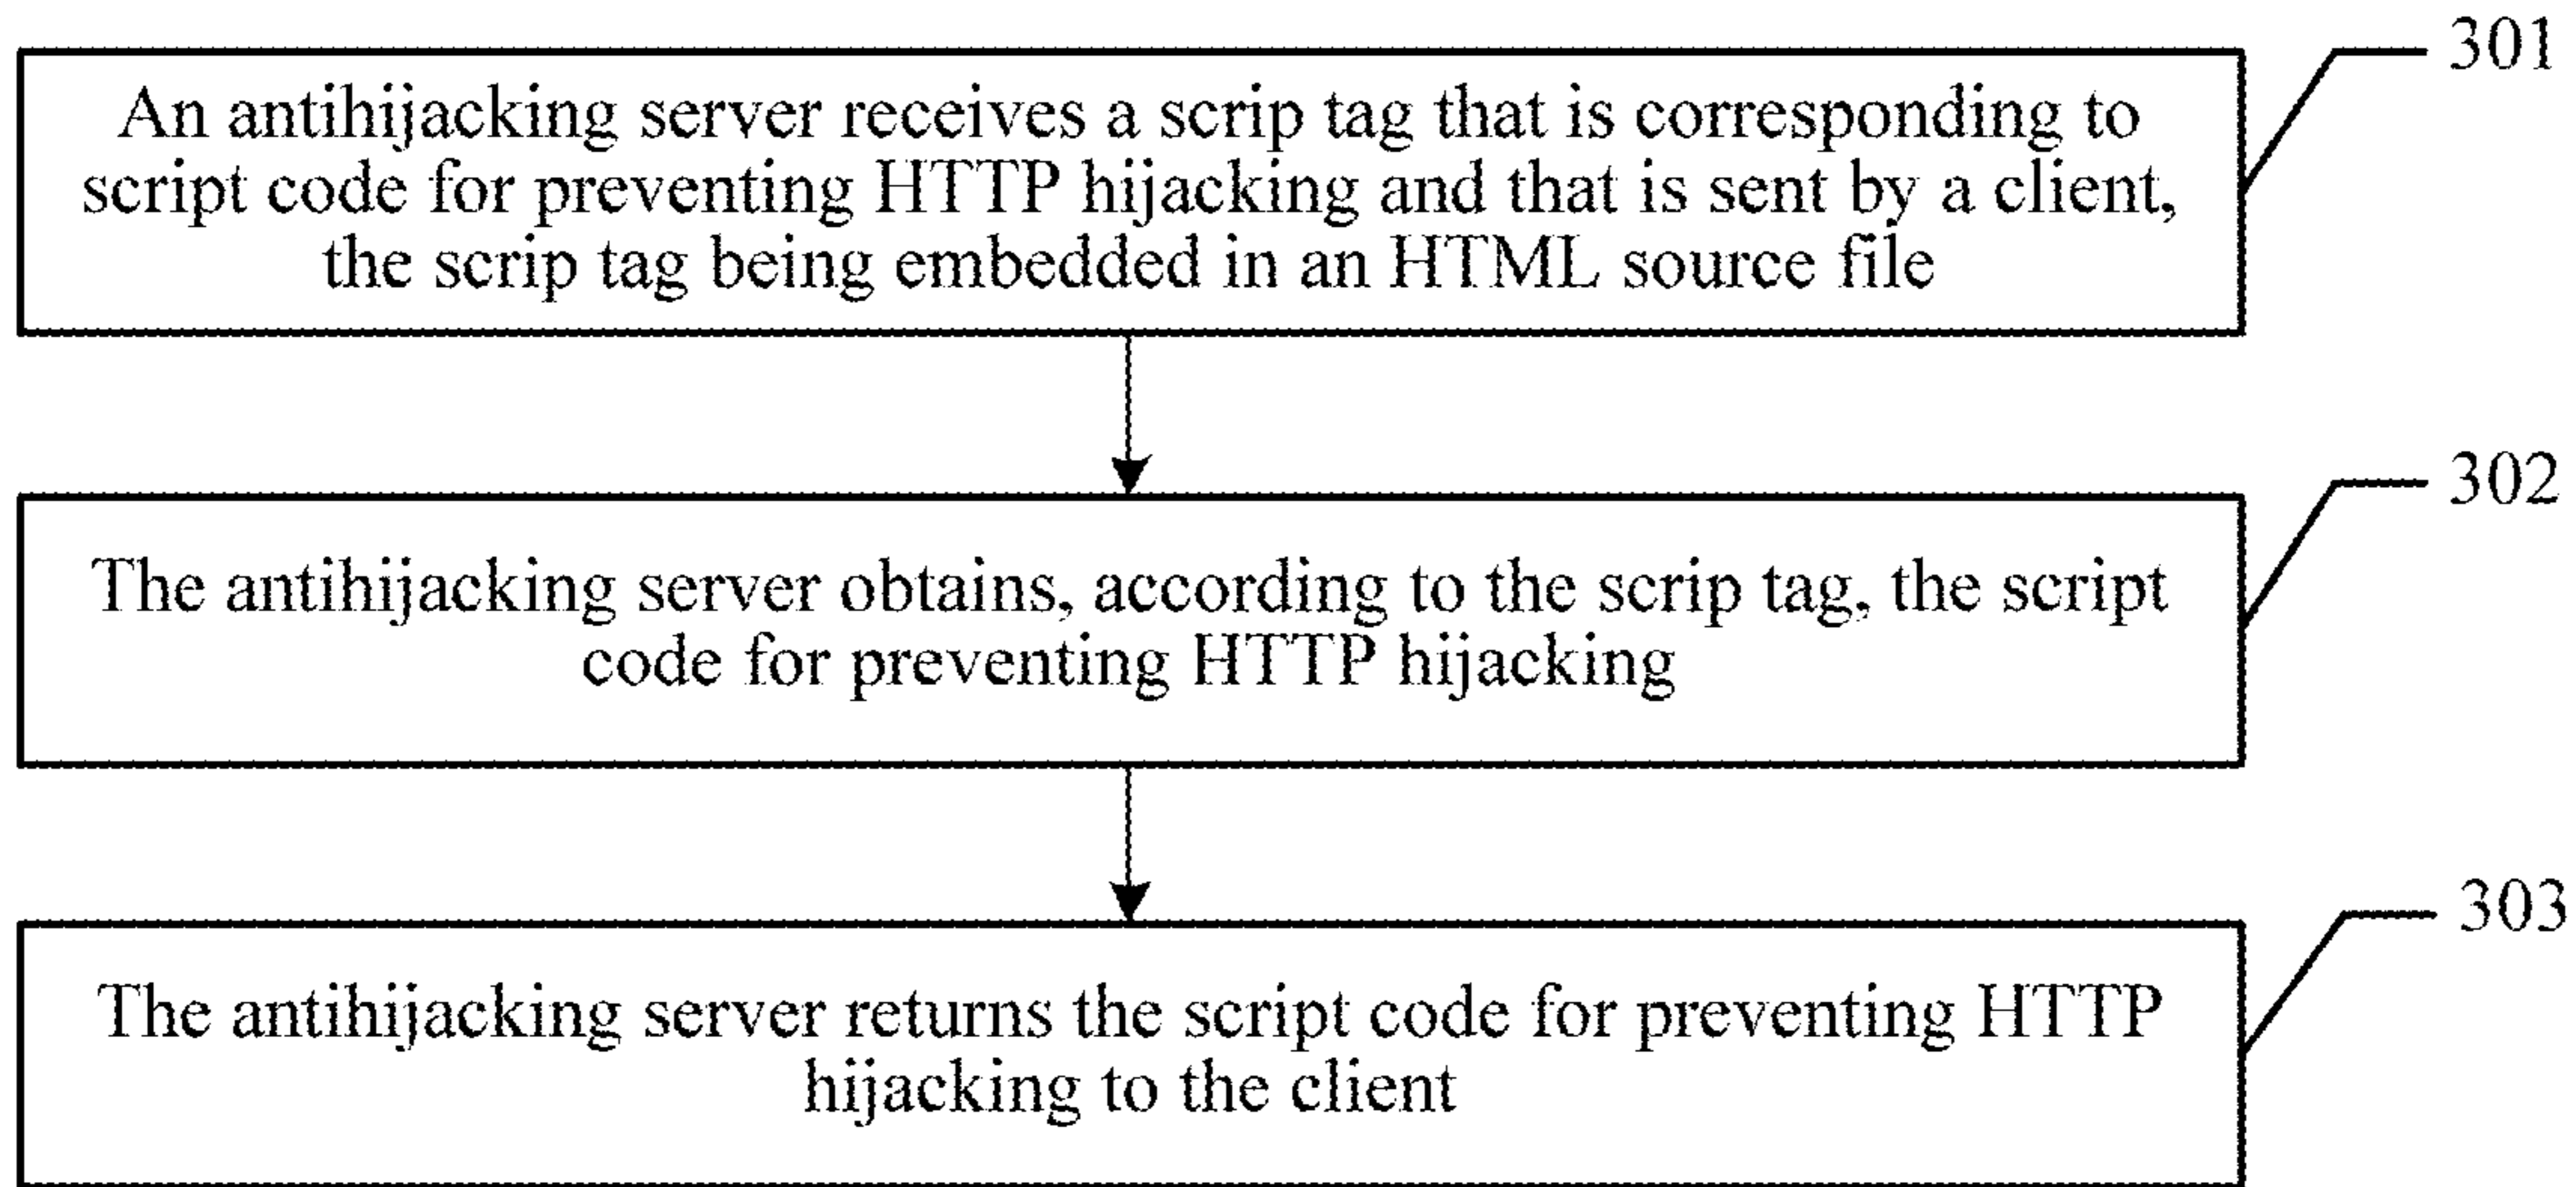 301
An antihijacking server receives a scrip tag that is corresponding to
script code for preventing HTTP hijacking and that is sent by a client,
the scrip tag being embedded in an HTML source file
302
The antihijacking server obtains, according to the scrip tag, the script
code for preventing HTTP hijacking
303
The antihijacking server returns the script code for preventing HTTP
hijacking to the client